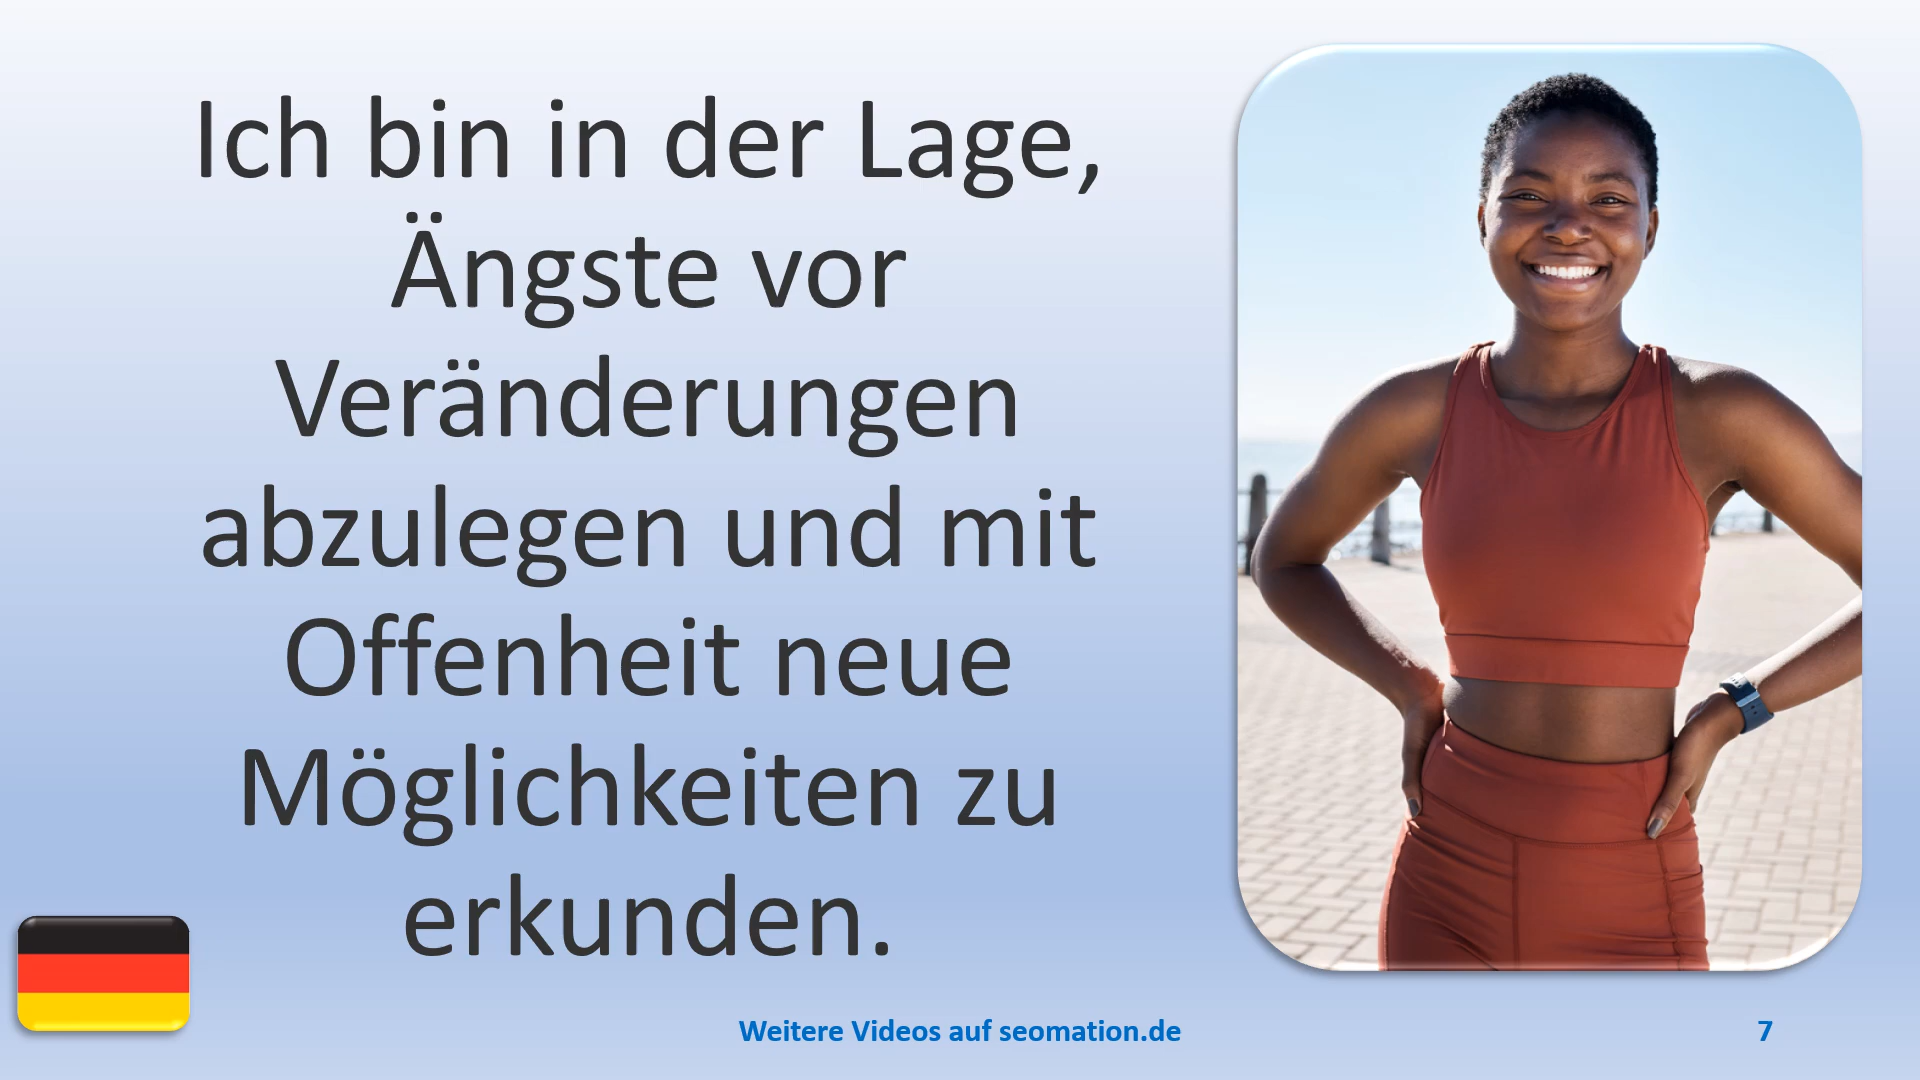 Ich bin in der Lage,
Ängste vor
Veränderungen
abzulegen und mit
Offenheit neue
Möglichkeiten zu
erkunden.
Weitere Videos auf seomation.de
7